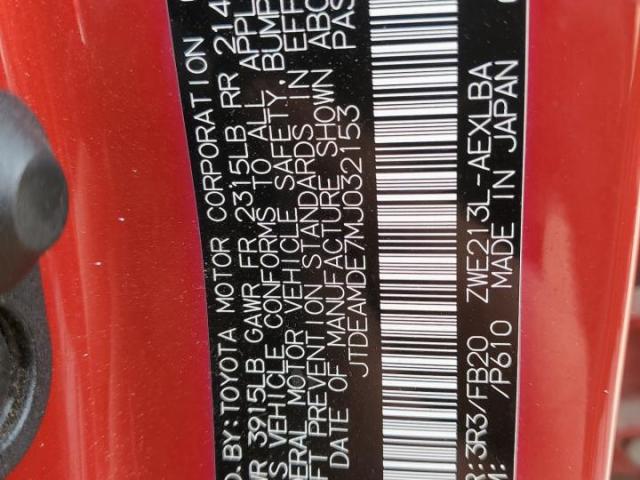 D.BY:TOYOTA MOTOR CORPORATION
WR 3915LB GAWR FR 2315LB RR 214
S VEHICLE CONFORMS TO ALL APPL
ERAL MOTOR VEHICLE SAFETY, BUMP
FT PREVENTION STANDARDS IN EFF
DATE OF MANUFACTURE SHOWN ABO
JTDEAMDE7MJ032153 PAS
R:3R3/FB20 ZWE213L-AEXLBA
M: /P610 MADE IN JAPAN